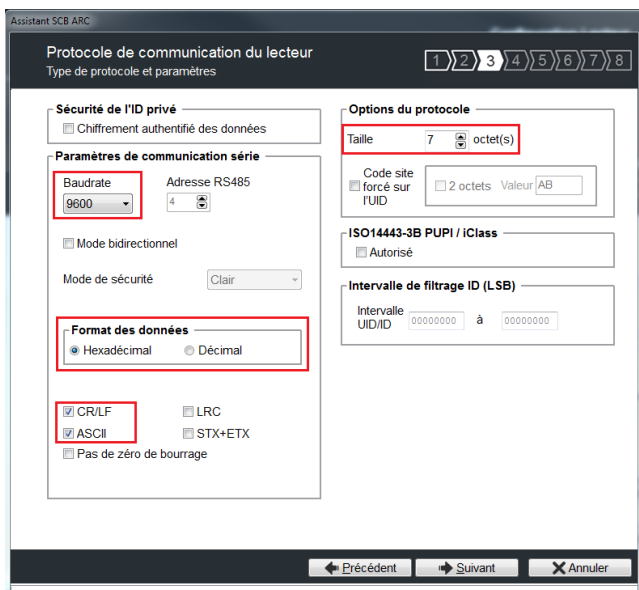 Assistant SCB ARC
Protocole de communication du lecteur
Type de protocole et paramètres
1 2 3 4 5 6 7 8
Sécurité de l'ID privé
Chiffrement authentifié des données
Paramètres de communication série
Baudrate
Adresse RS485
9600
4
Mode bidirectionnel
Mode de sécurité
Clair
Format des données
Hexadécimal
Décimal
CR/LF
LRC
ASCII
STX+ETX
Pas de zéro de bourrage
Options du protocole
Taille 7 octet(s)
Code site
forcé sur
l'UID
2 octets Valeur AB
ISO14443-3B PUPI / iClass
Autorisé
Intervalle de filtrage ID (LSB)
Intervalle
UID/ID 00000000 à 00000000
Précédent
Suivant
Annuler